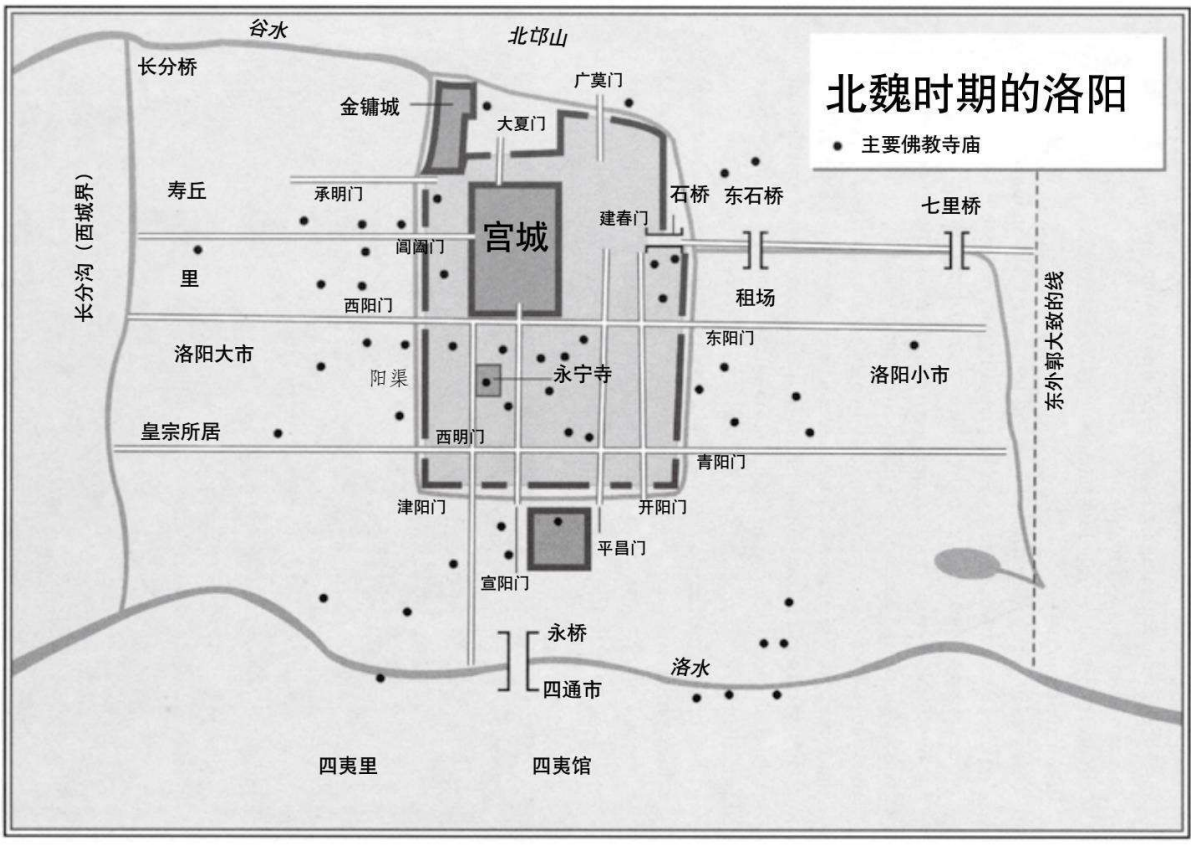 谷水
北邙山
长分桥
广莫门
金镛城
大夏门
北魏时期的洛阳
主要佛教寺庙
寿丘
承明门
石桥
东石桥
七里桥
建春门
宫城
阊阖门
长分沟（西城界）
里
西阳门
租场
东外郭大致的线
洛阳大市
东阳门
阳渠
永宁寺
洛阳小市
皇宗所居
西明门
青阳门
津阳门
开阳门
平昌门
宣阳门
永桥
洛水
四通市
四夷里
四夷馆